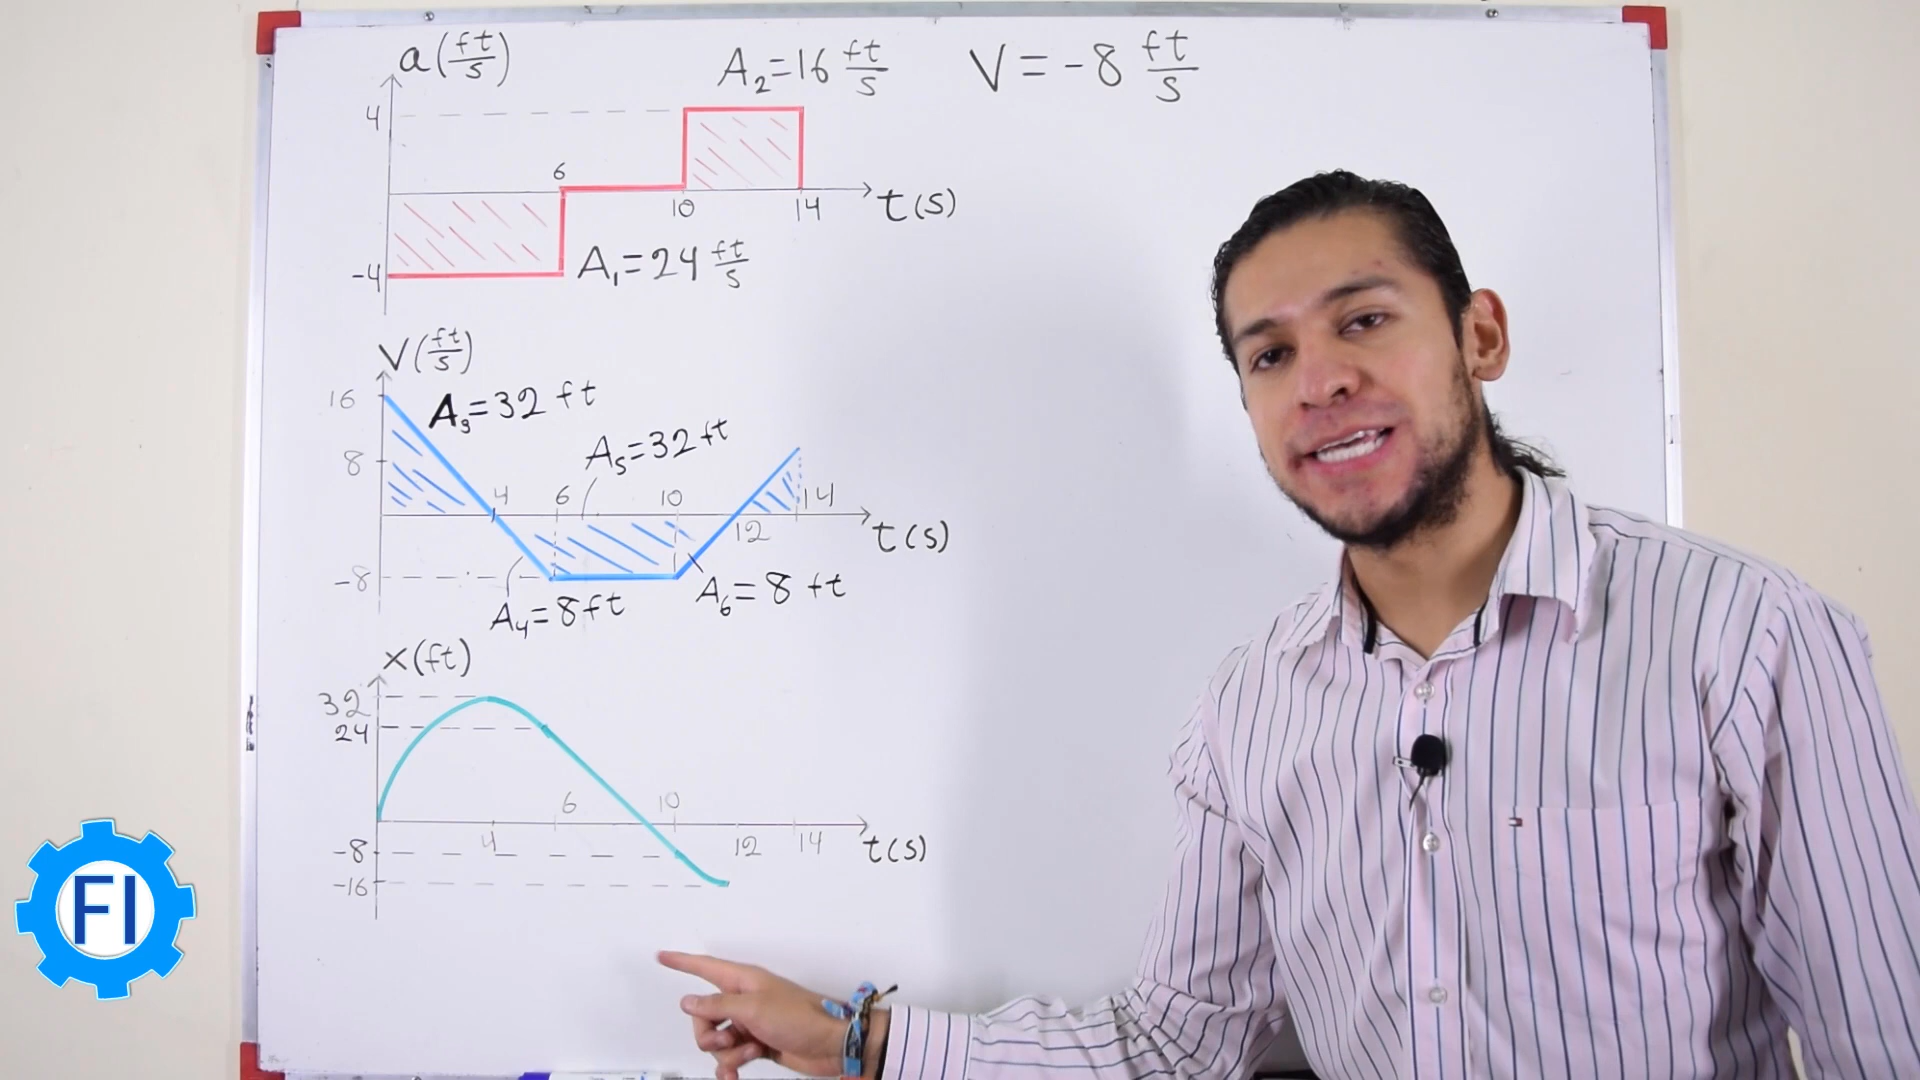 a(ft/s)
A₂=16 ft/s
V=-8 ft/s
4
6
10
14
t(s)
-4
A₁=24 ft/s
V(ft/s)
16
A₃=32 ft
A₅=32 ft
8
4
6
10
14
12
t(s)
-8
A₄=8ft
A₆=8 ft
x(ft)
32
24
6
10
4
12
14
t(s)
-8
-16
FI